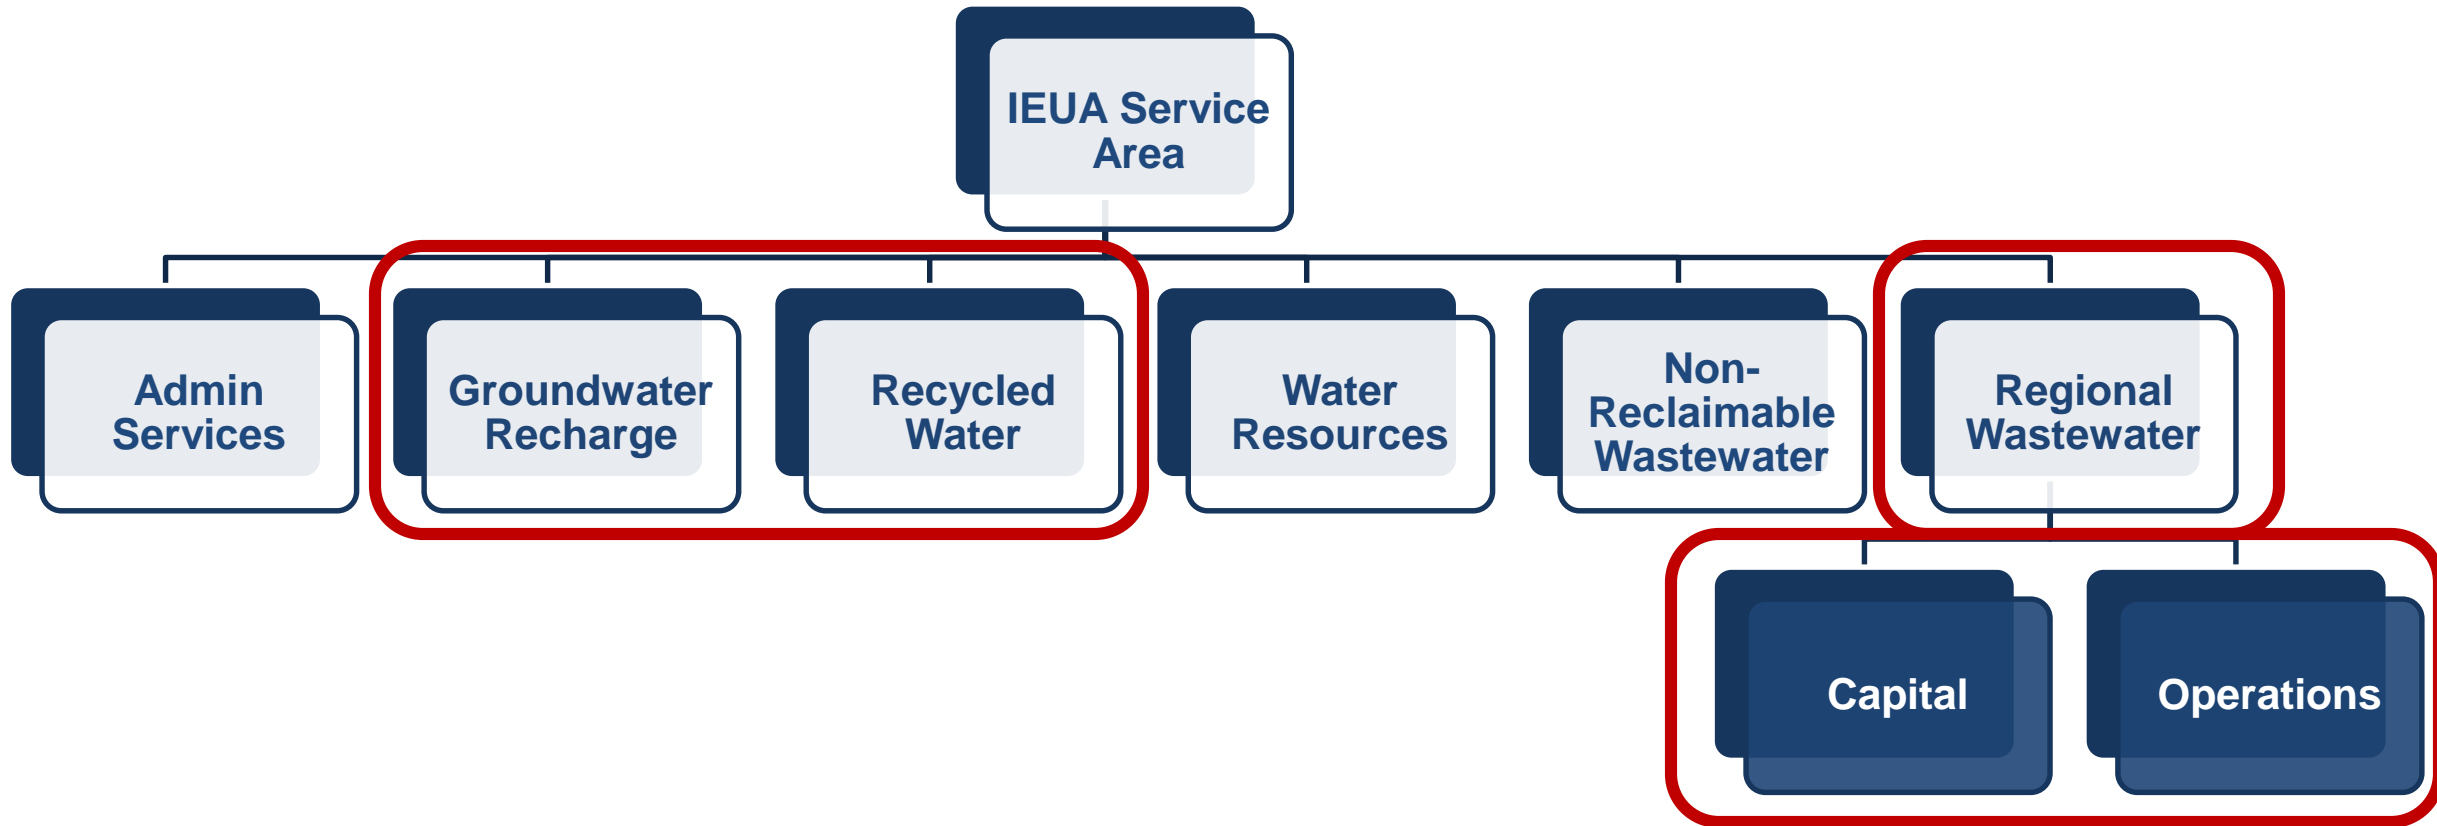 IEUA Service
Area
Admin
Services
Groundwater
Recharge
Recycled
Water
Water
Resources
Non-
Reclaimable
Wastewater
Regional
Wastewater
Capital
Operations